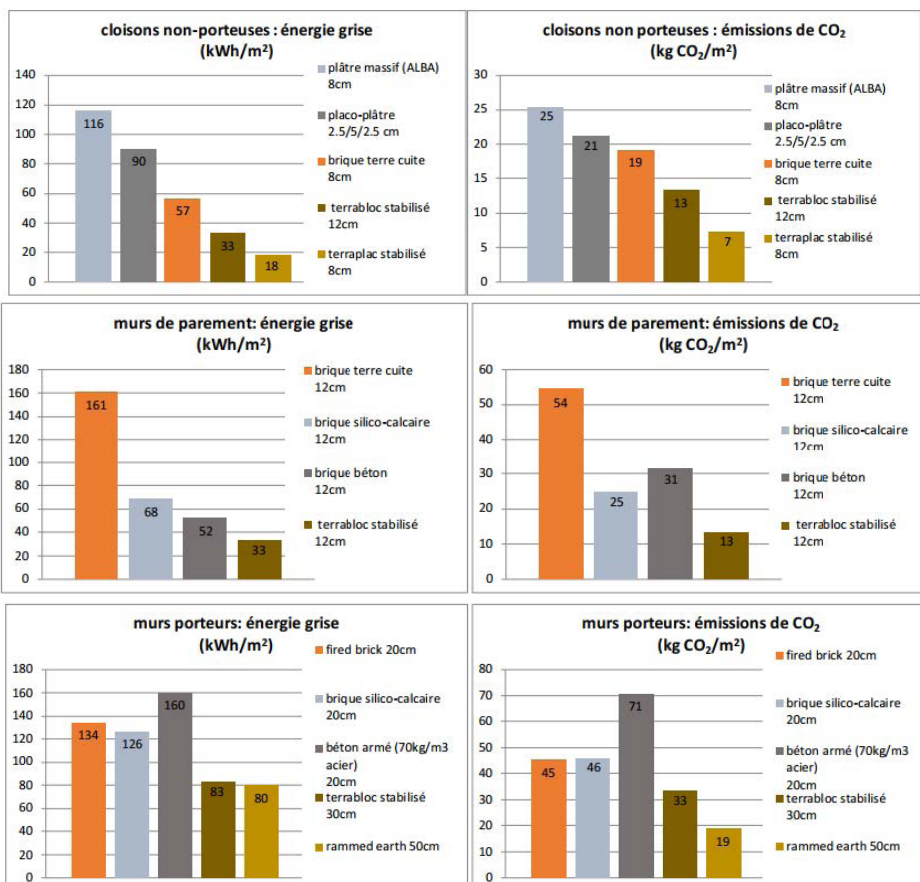 cloisons non-porteuses : énergie grise
(kWh/m²)
140
120
100
80
60
40
20
0
116
90
57
33
18
plâtre massif (ALBA)
8cm
placo-plâtre
2.5/5/2.5 cm
brique terre cuite
8cm
terrabloc stabilisé
12cm
terraplac stabilisé
8cm
cloisons non porteuses : émissions de CO₂
(kg CO₂/m²)
30
25
20
15
10
5
0
25
21
19
13
7
plâtre massif (ALBA)
8cm
placo-plâtre
2.5/5/2.5 cm
brique terre cuite
8cm
terrabloc stabilisé
12cm
terraplac stabilisé
8cm
murs de parement: énergie grise
(kWh/m²)
180
160
140
120
100
80
60
40
20
0
161
68
52
33
brique terre cuite
12cm
brique silico-calcaire
12cm
brique béton
12cm
terrabloc stabilisé
12cm
murs de parement: émissions de CO₂
(kg CO₂/m²)
60
50
40
30
20
10
0
54
25
31
13
brique terre cuite
12cm
brique silico-calcaire
12cm
brique béton
12cm
terrabloc stabilisé
12cm
murs porteurs: énergie grise
(kWh/m²)
180
160
140
120
100
80
60
40
20
0
134
126
160
83
80
fired brick 20cm
brique silico-calcaire
20cm
béton armé (70kg/m3
acier)
20cm
terrabloc stabilisé
30cm
rammed earth 50cm
murs porteurs: émissions de CO₂
(kg CO₂/m²)
80
70
60
50
40
30
20
10
0
45
46
71
33
19
fired brick 20cm
brique silico-calcaire
20cm
béton armé (70kg/m3
acier)
20cm
terrabloc stabilisé
30cm
rammed earth 50cm